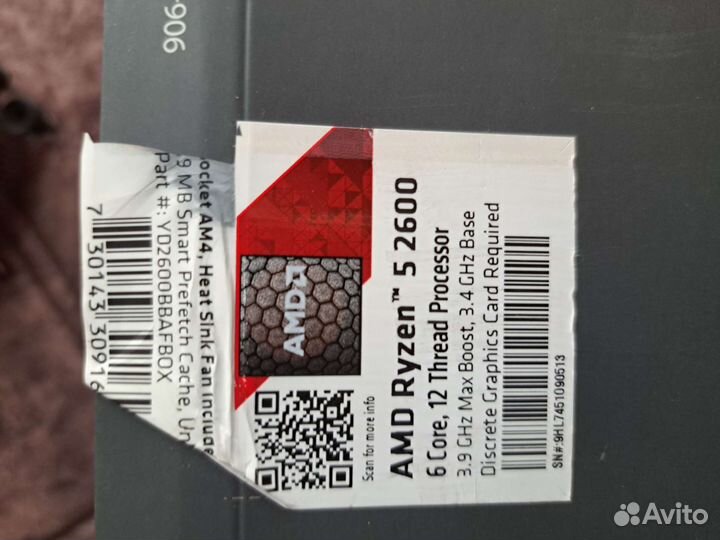 906
AMD
AMD Ryzen™ 5 2600
6 Core, 12 Thread Processor
3.9 GHz Max Boost, 3.4 GHz Base
Discrete Graphics Card Required
SN#:9HL7451090513
Scan for more info
ocket AM4, Heat Sink Fan Include
9 MB Smart Prefetch Cache, Un
Part #: YD2600BBAFBOX
7 30143 30916
Avito